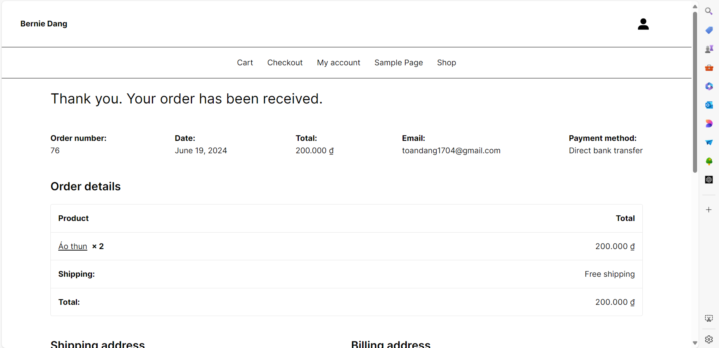 Bernie Dang
Cart Checkout My account Sample Page Shop
Thank you. Your order has been received.
Order number: Date: Total: Email: Payment method:
76 June 19, 2024 200.000 ₫ toandang1704@gmail.com Direct bank transfer
Order details
Product Total
Áo thun × 2 200.000 ₫
Shipping: Free shipping
Total: 200.000 ₫
Shipping address Billing address